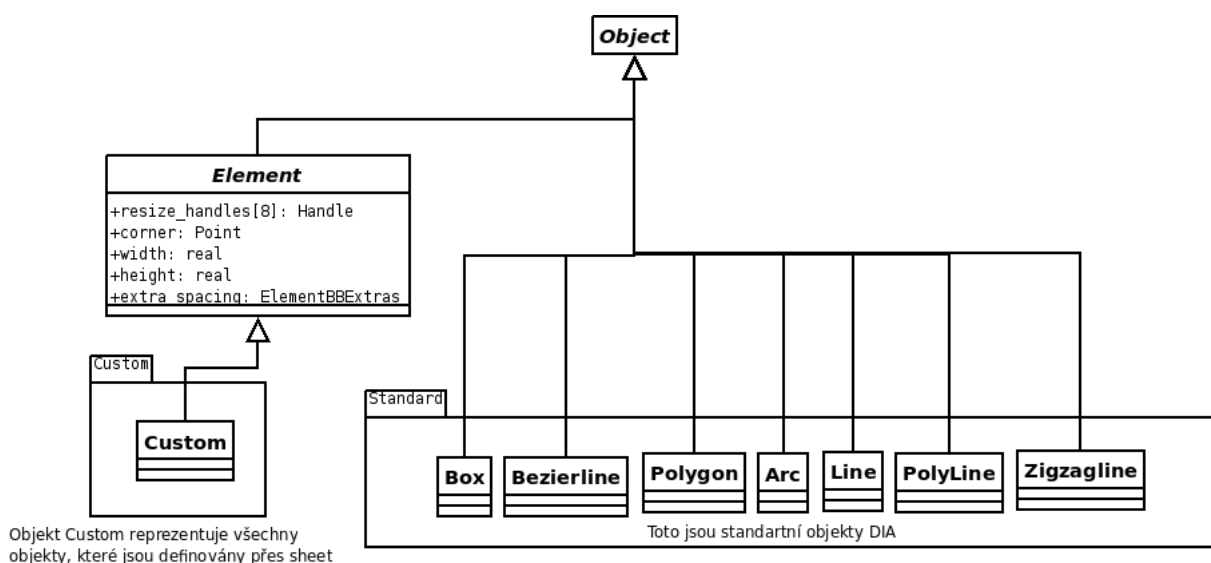 Object
Element
+resize_handles[8]: Handle
+corner: Point
+width: real
+height: real
+extra_spacing: ElementBBExtras
Custom
Custom
Objekt Custom reprezentuje všechny
objekty, které jsou definovány přes sheet
Standard
Box
Bezierline
Polygon
Arc
Line
PolyLine
Zigzagline
Toto jsou standartní objekty DIA